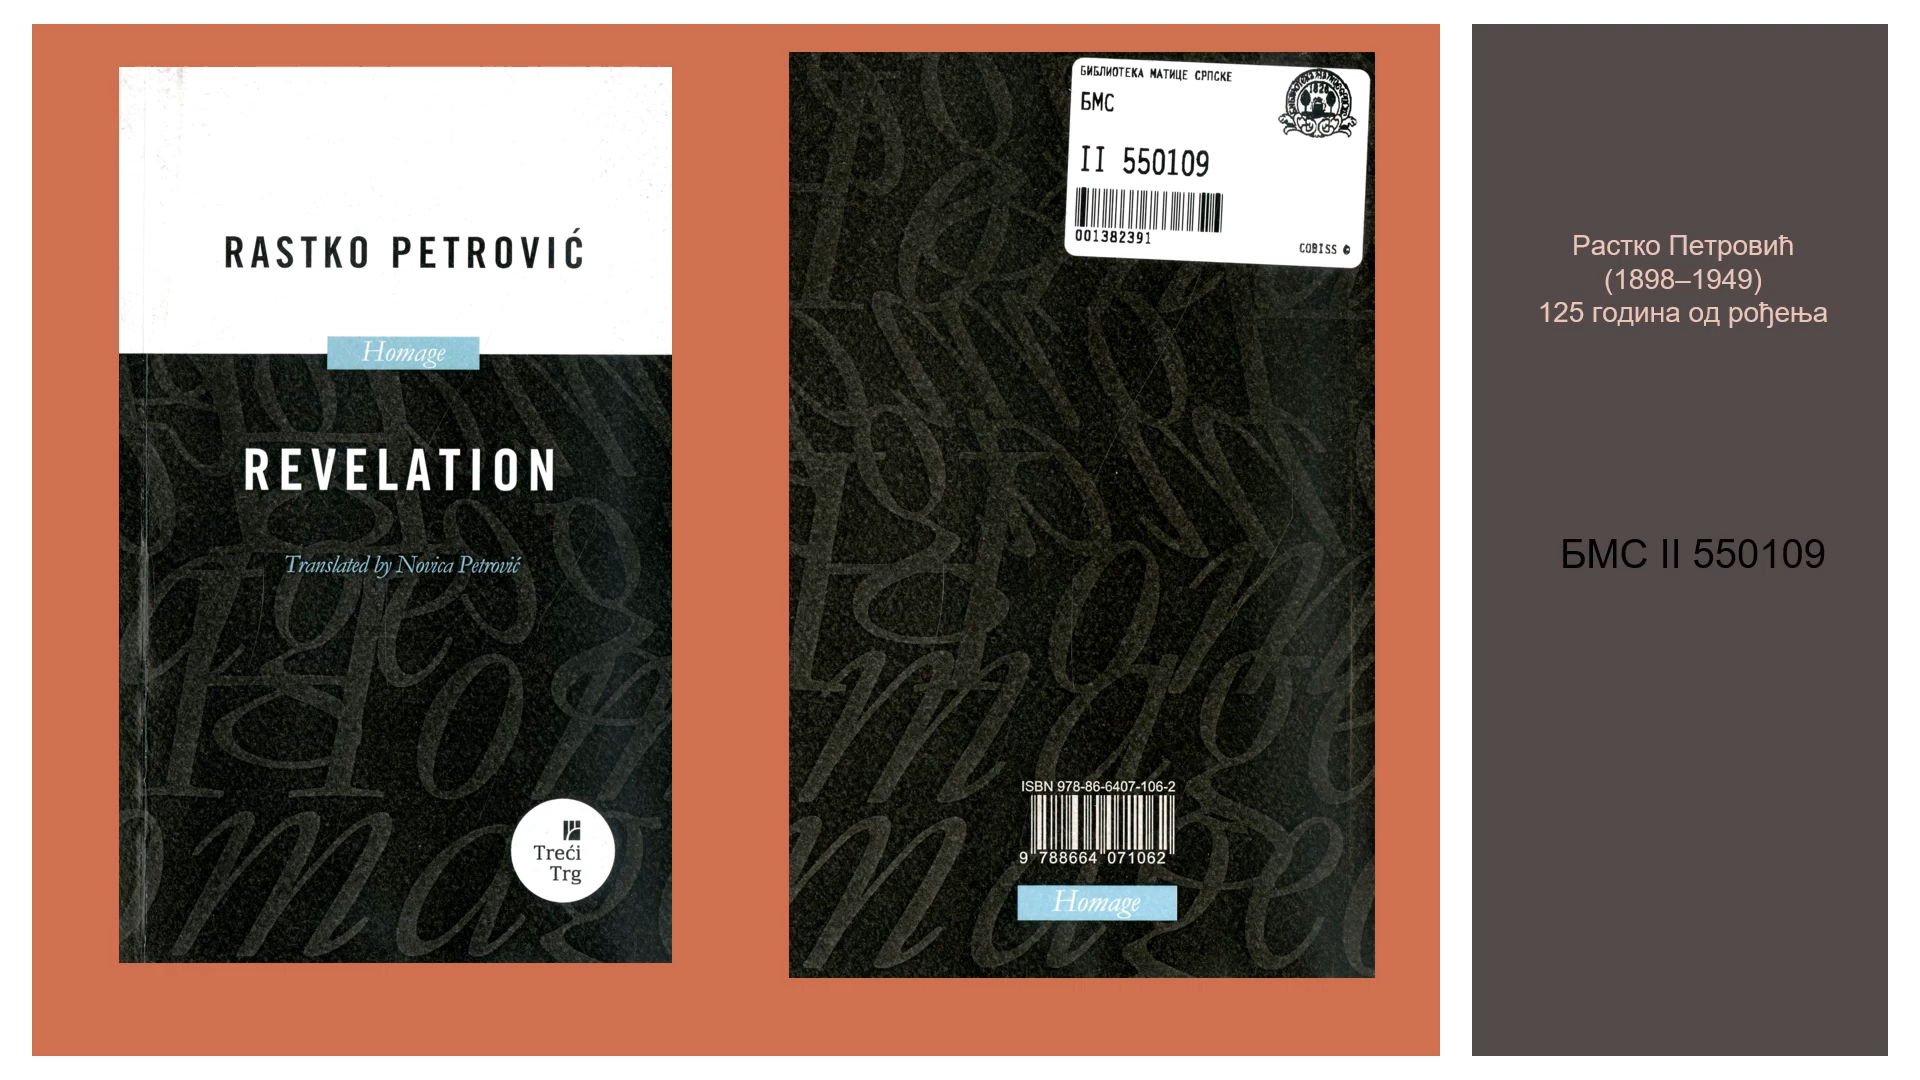 RASTKO PETROVIĆ
Homage
REVELATION
Translated by Novica Petrović
Treći
Trg
БИБЛИОТЕКА МАТИЦЕ СРПСКЕ
БМС
1826
II 550109
001382391
COBISS ©
ISBN 978-86-6407-106-2
9 788664 071062
Homage
Растко Петровић
(1898–1949)
125 година од рођења
БМС II 550109